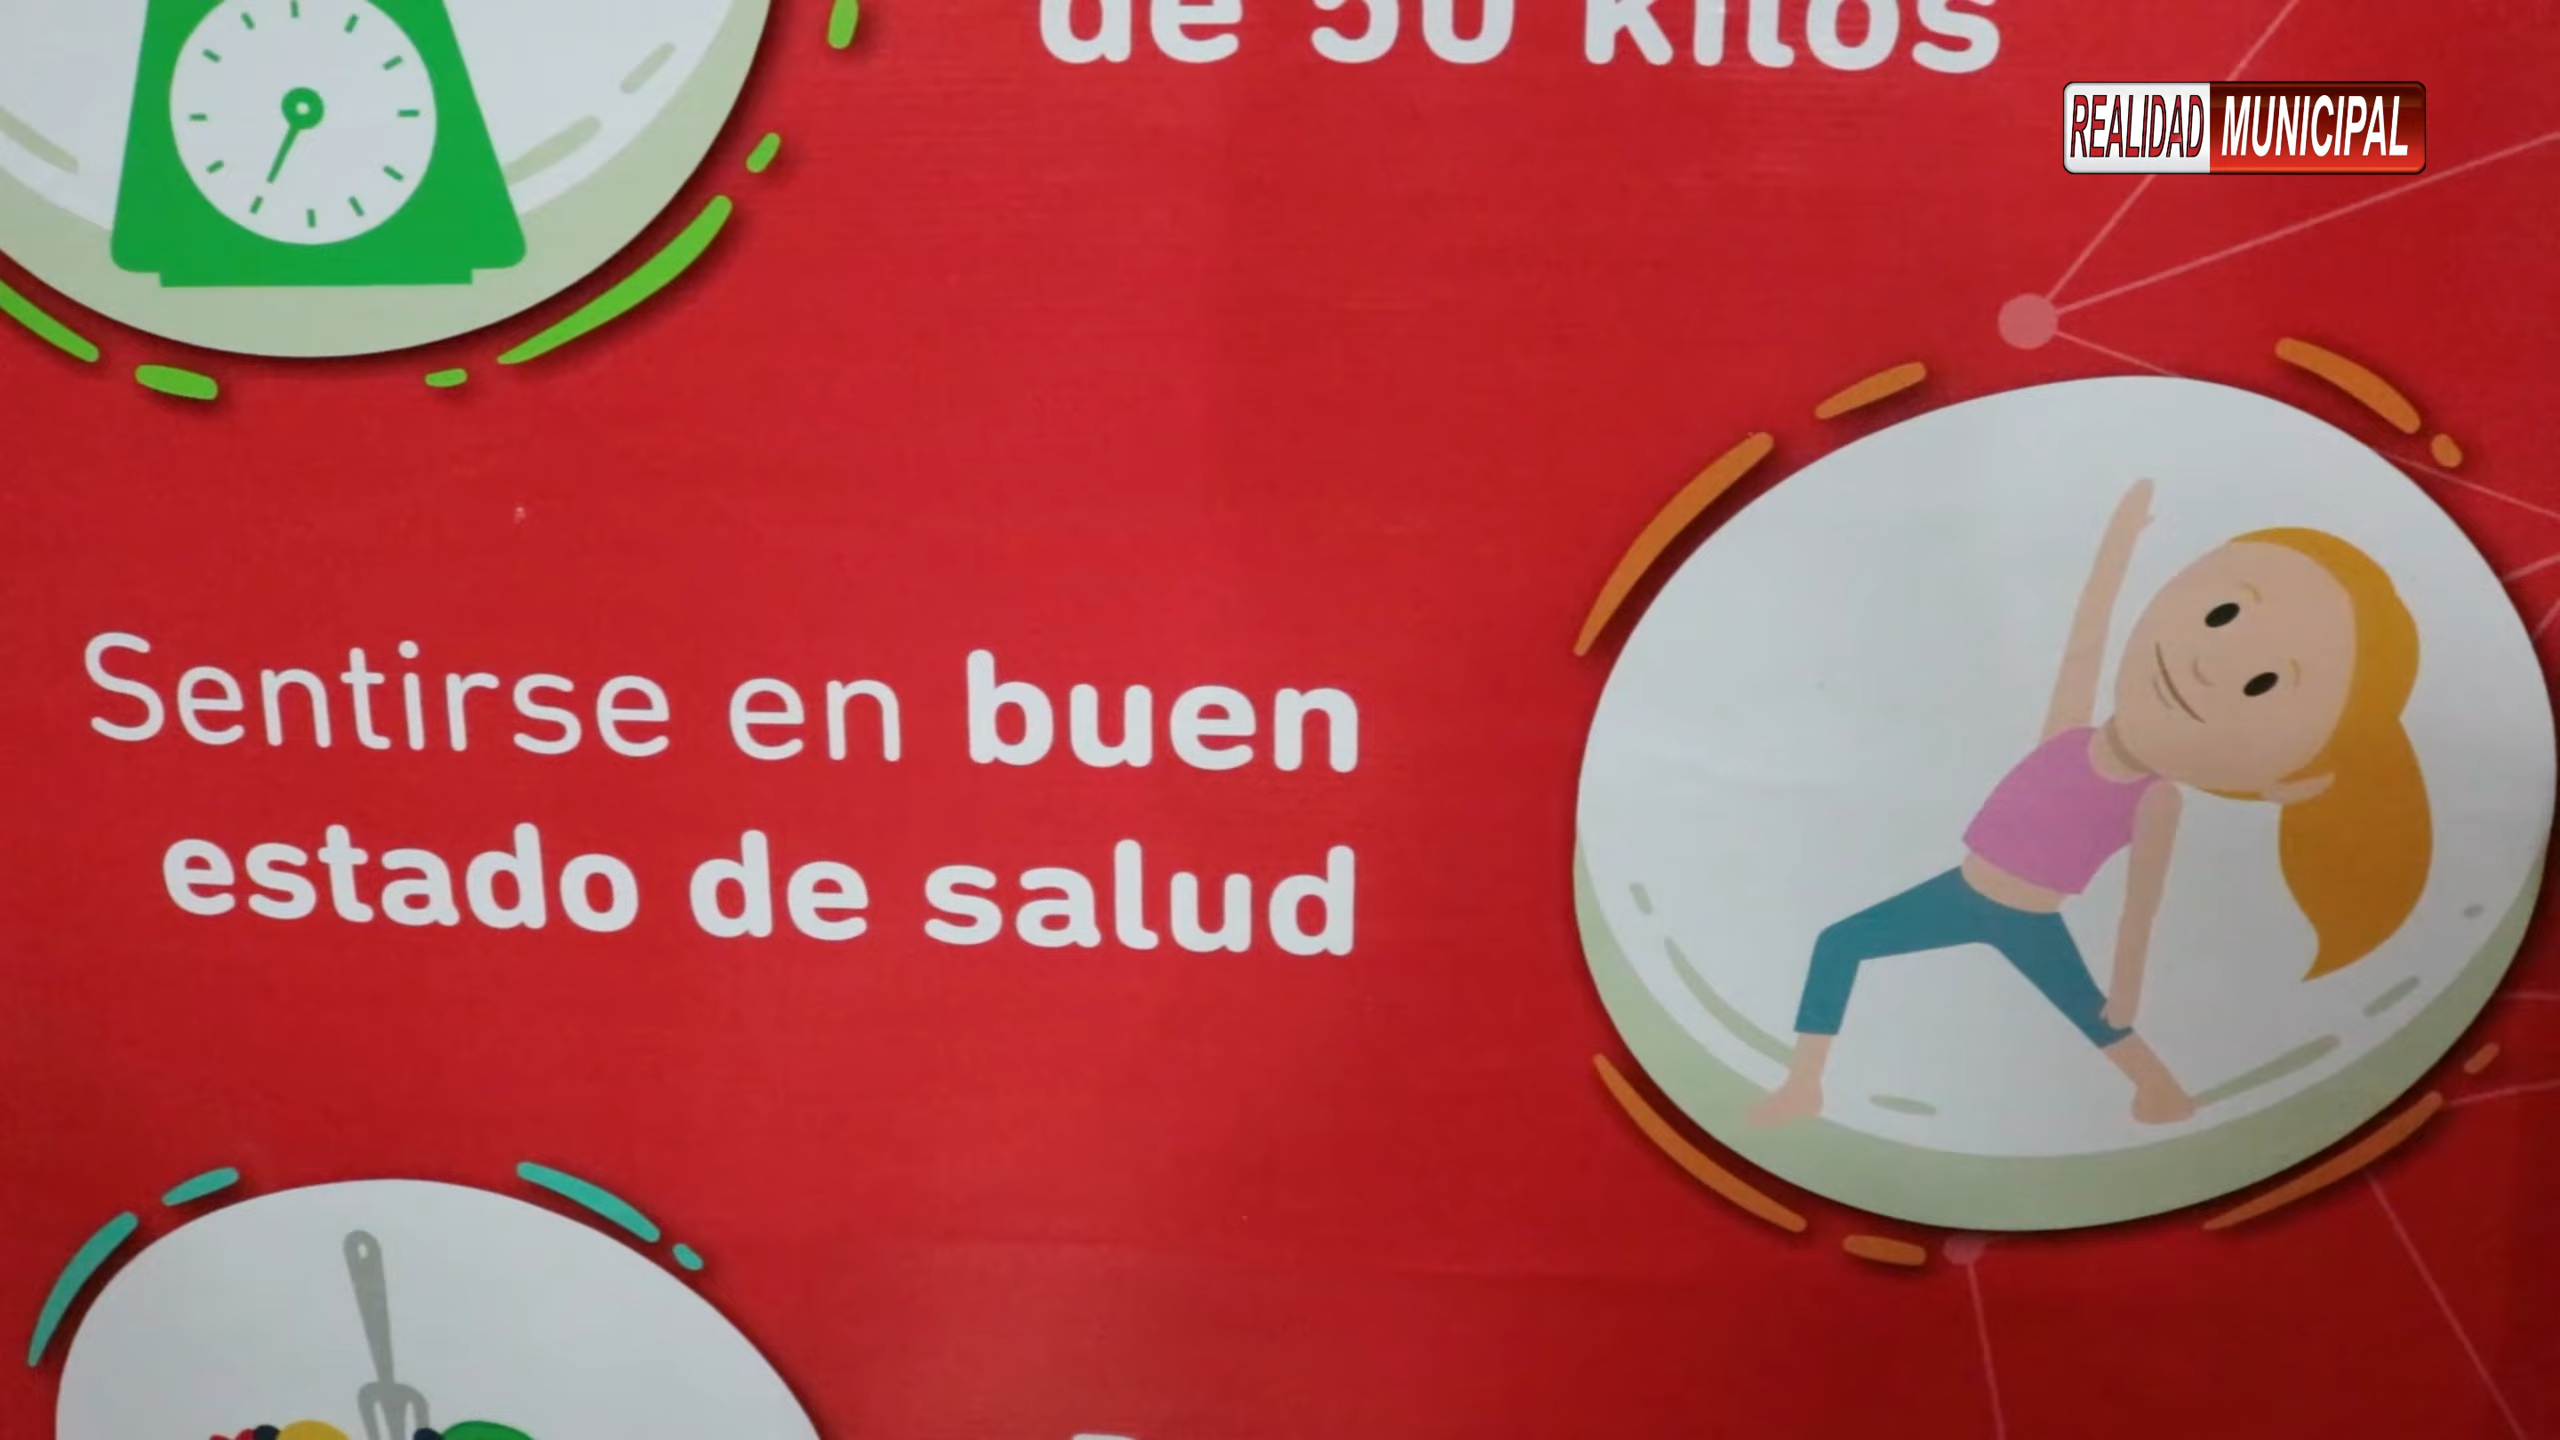 de 50 kilos
REALIDAD MUNICIPAL
Sentirse en buen
estado de salud